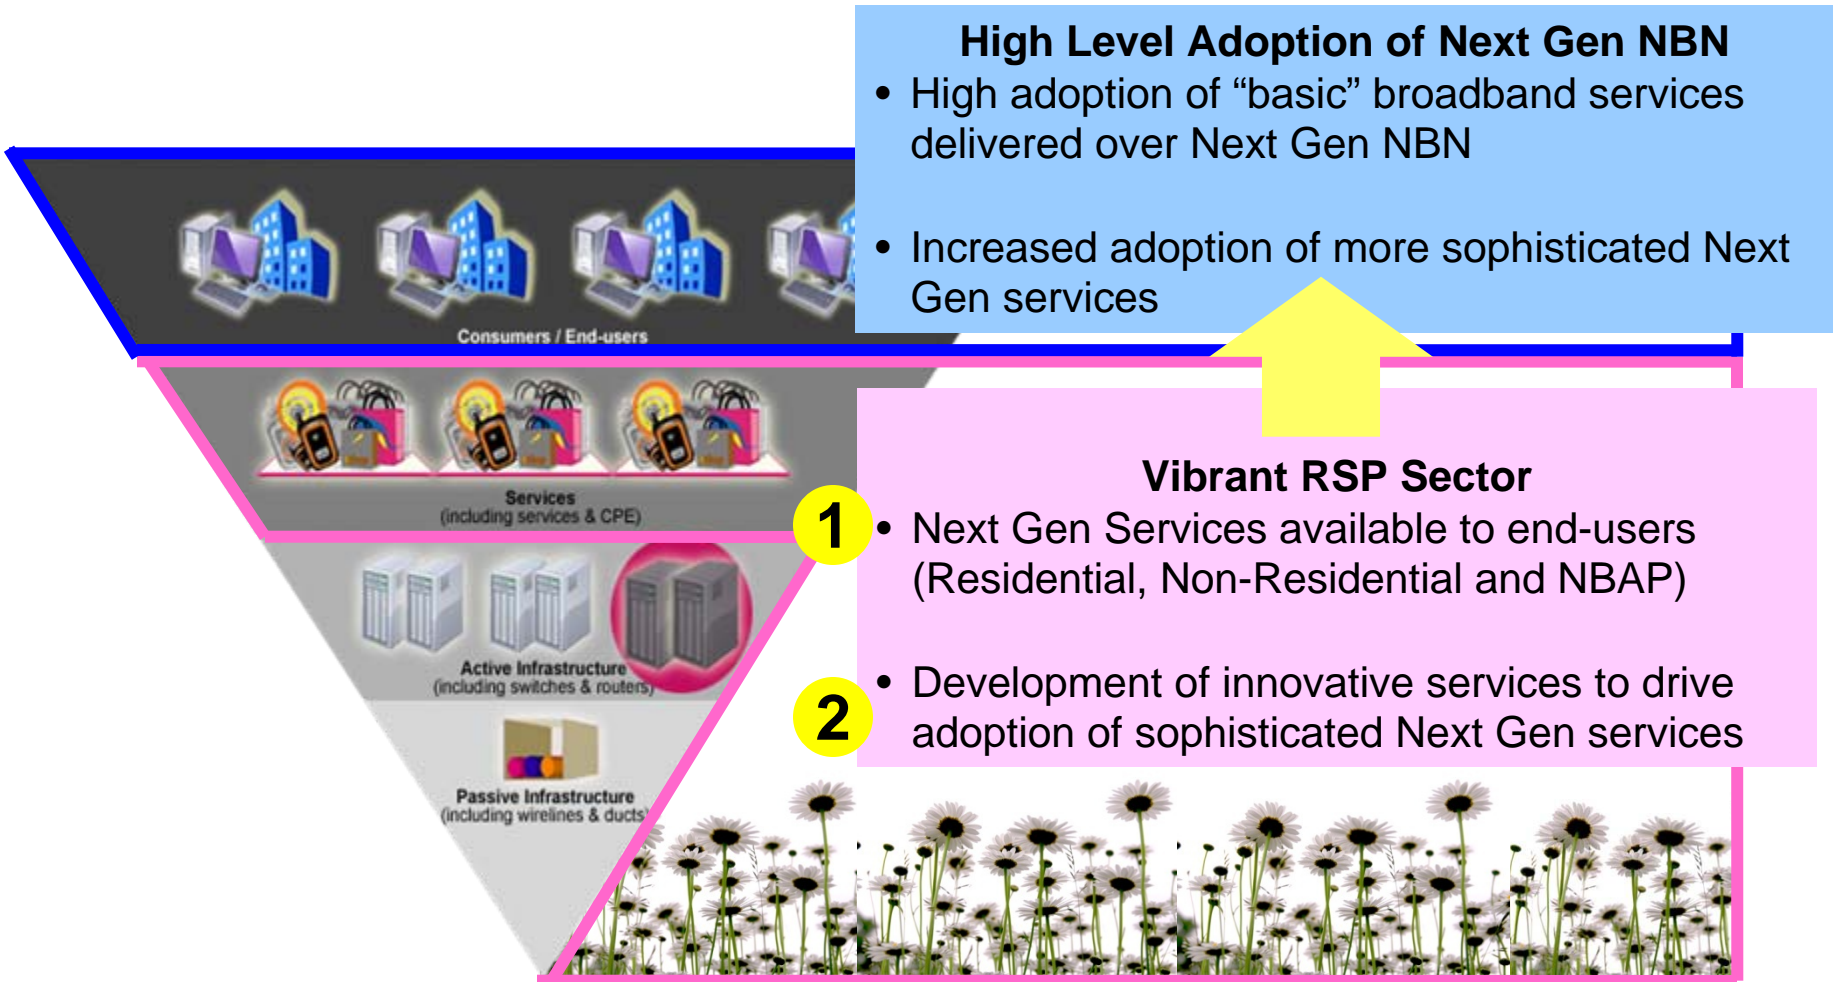 High Level Adoption of Next Gen NBN
• High adoption of “basic” broadband services
delivered over Next Gen NBN
• Increased adoption of more sophisticated Next
Gen services
Consumers / End-users
Services
(including services & CPE)
Active Infrastructure
(including switches & routers)
Passive Infrastructure
(including wirelines & ducts)
Vibrant RSP Sector
1
• Next Gen Services available to end-users
(Residential, Non-Residential and NBAP)
2
• Development of innovative services to drive
adoption of sophisticated Next Gen services